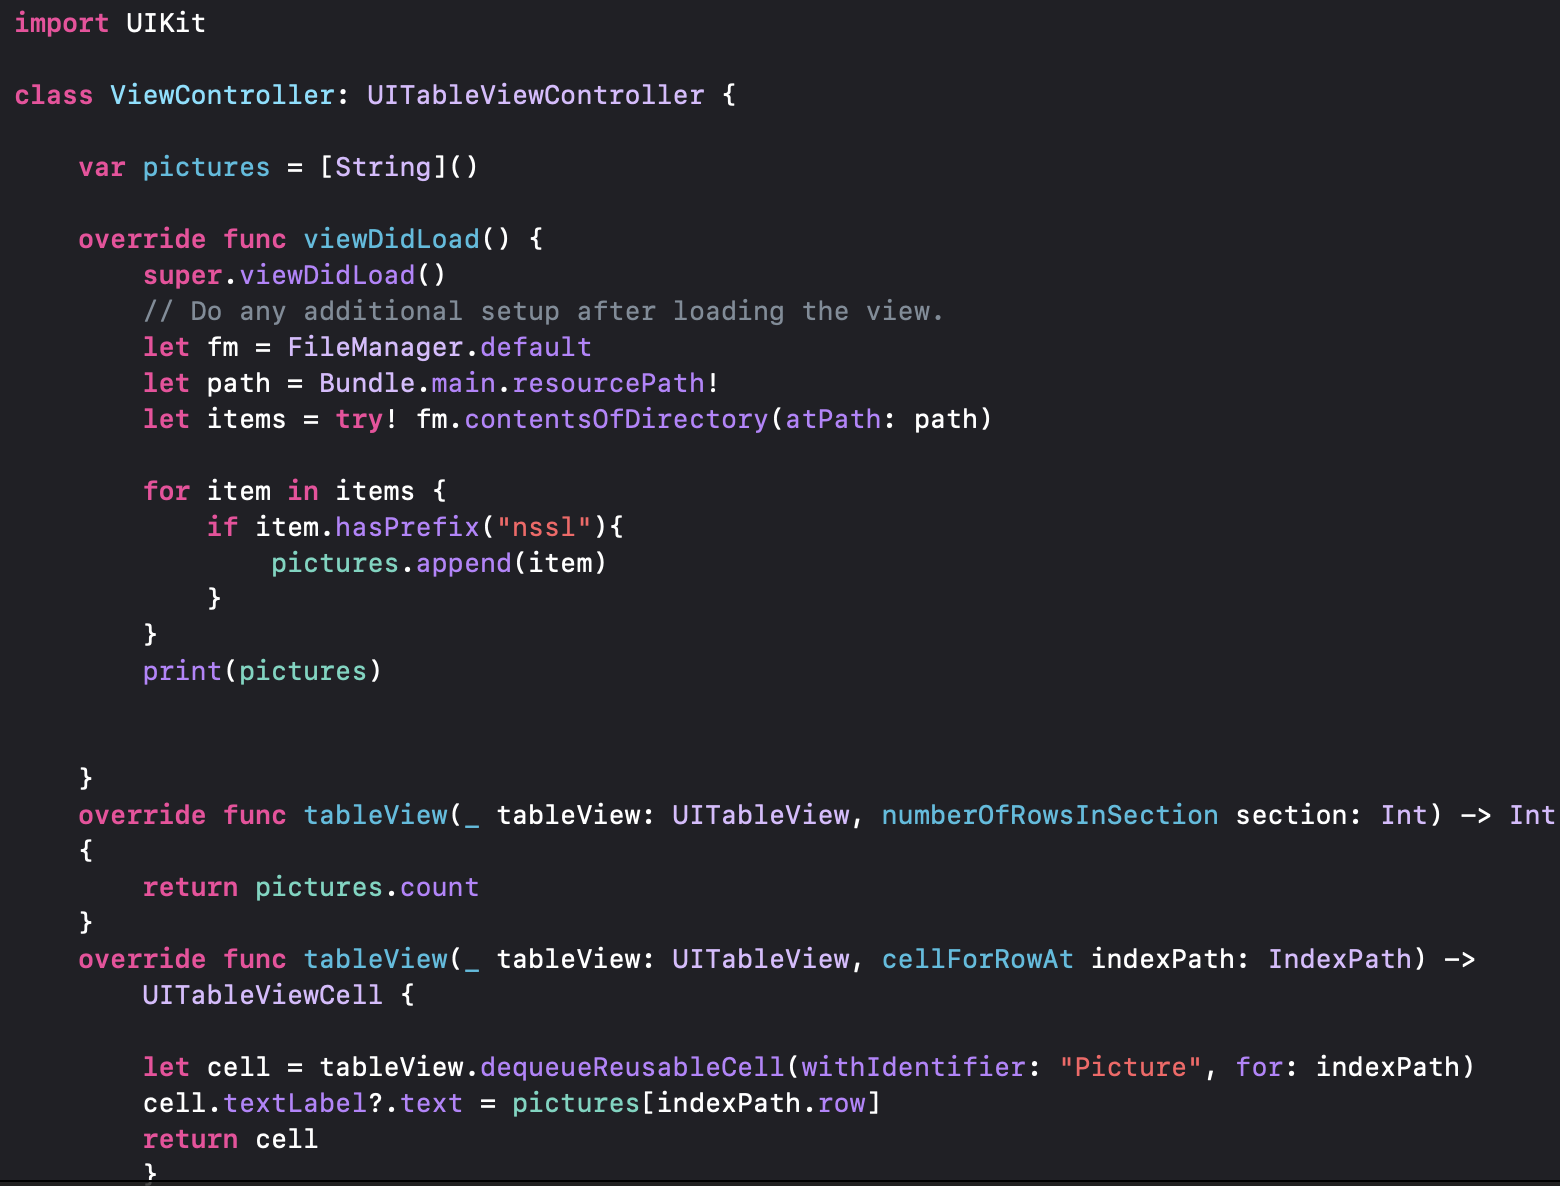 import UIKit

class ViewController: UITableViewController {

    var pictures = [String]()

    override func viewDidLoad() {
        super.viewDidLoad()
        // Do any additional setup after loading the view.
        let fm = FileManager.default
        let path = Bundle.main.resourcePath!
        let items = try! fm.contentsOfDirectory(atPath: path)

        for item in items {
            if item.hasPrefix("nssl"){
                pictures.append(item)
            }
        }
        print(pictures)


    }
    override func tableView(_ tableView: UITableView, numberOfRowsInSection section: Int) -> Int
    {
        return pictures.count
    }
    override func tableView(_ tableView: UITableView, cellForRowAt indexPath: IndexPath) ->
        UITableViewCell {

        let cell = tableView.dequeueReusableCell(withIdentifier: "Picture", for: indexPath)
        cell.textLabel?.text = pictures[indexPath.row]
        return cell
        }